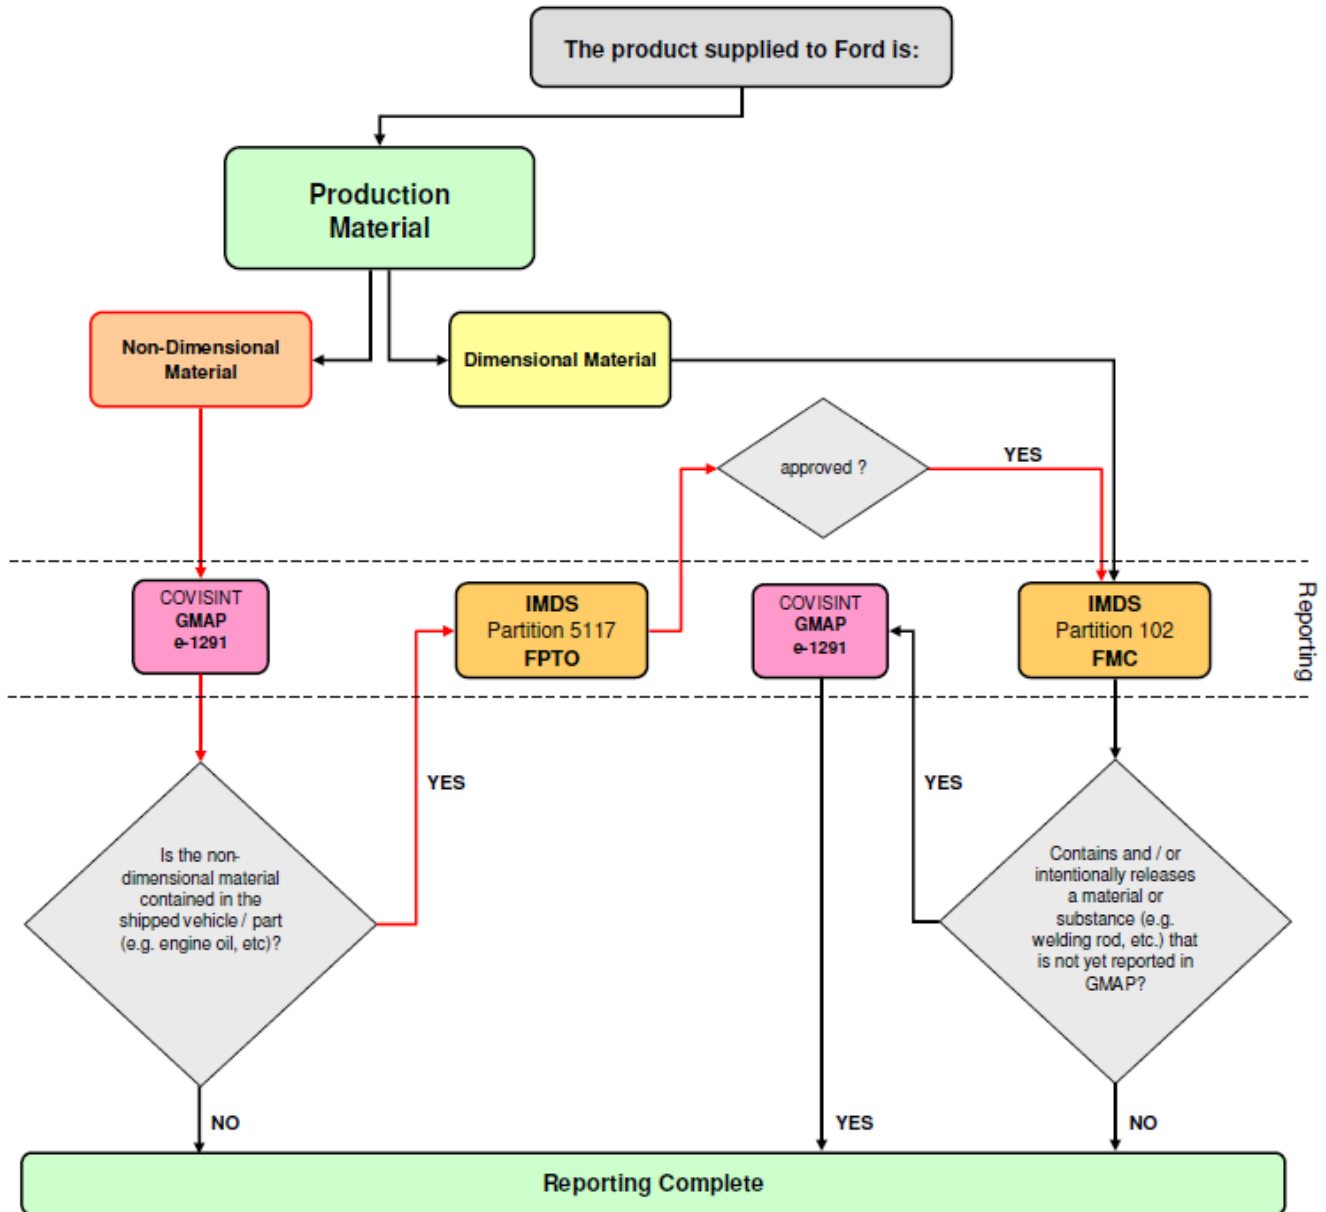 The product supplied to Ford is:
Production
Material
Non-Dimensional
Material
Dimensional Material
approved ?
YES
Reporting
COVISINT
GMAP
e-1291
IMDS
Partition 5117
FPTO
COVISINT
GMAP
e-1291
IMDS
Partition 102
FMC
YES
YES
Is the non-
dimensional material
contained in the
shipped vehicle / part
(e.g. engine oil, etc)?
Contains and / or
intentionally releases
a material or
substance (e.g.
welding rod, etc.) that
is not yet reported in
GMAP?
NO
YES
NO
Reporting Complete